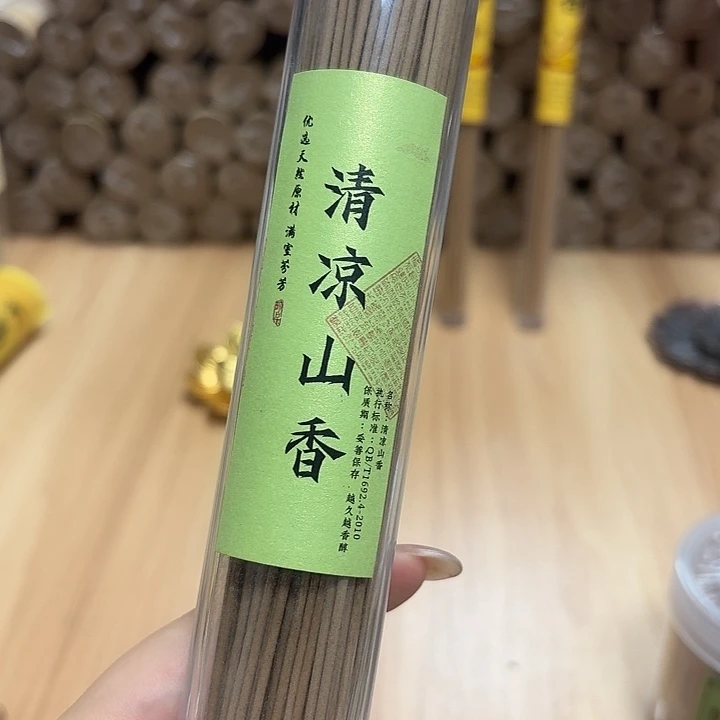 清凉山香
优选天然原材 满室芬芳
名称：清凉山香
执行标准：QB/T1692.4-2010
保质期：妥善保存，越久越香醇